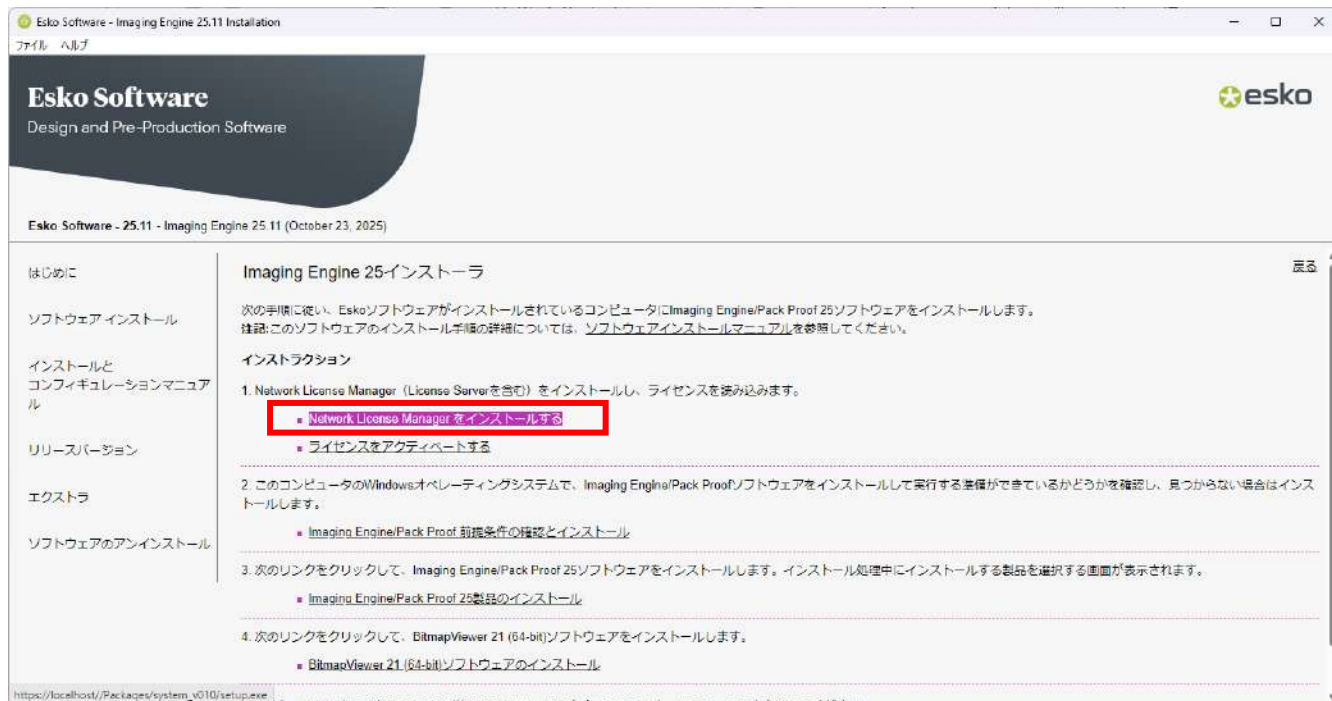 Esko Software - Imaging Engine 25.11 Installation
ファイル ヘルプ
Esko Software
Design and Pre-Production Software
esko
Esko Software - 25.11 - Imaging Engine 25.11 (October 23, 2025)
はじめに
ソフトウェア インストール
インストールと
コンフィギュレーションマニュア
ル
リリースバージョン
エクストラ
ソフトウェアのアンインストール
Imaging Engine 25インストーラ
戻る
次の手順に従い、EskoソフトウェアがインストールされているコンピュータにImaging Engine/Pack Proof 25ソフトウェアをインストールします。
注記:このソフトウェアのインストール手順の詳細については、ソフトウェアインストールマニュアルを参照してください。
インストラクション
1. Network License Manager（License Serverを含む）をインストールし、ライセンスを読み込みます。
Network License Manager をインストールする
ライセンスをアクティベートする
2. このコンピュータのWindowsオペレーティングシステムで、Imaging Engine/Pack Proofソフトウェアをインストールして実行する準備ができているかどうかを確認し、見つからない場合はインス
トールします。
Imaging Engine/Pack Proof 前提条件の確認とインストール
3. 次のリンクをクリックして、Imaging Engine/Pack Proof 25ソフトウェアをインストールします。インストール処理中にインストールする製品を選択する画面が表示されます。
Imaging Engine/Pack Proof 25製品のインストール
4. 次のリンクをクリックして、BitmapViewer 21 (64-bit)ソフトウェアをインストールします。
BitmapViewer 21 (64-bit)ソフトウェアのインストール
https://localhost//Packages/system_v010/setup.exe